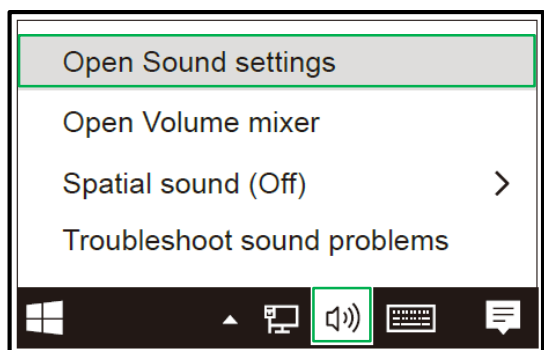 Open Sound settings
Open Volume mixer
Spatial sound (Off)
Troubleshoot sound problems